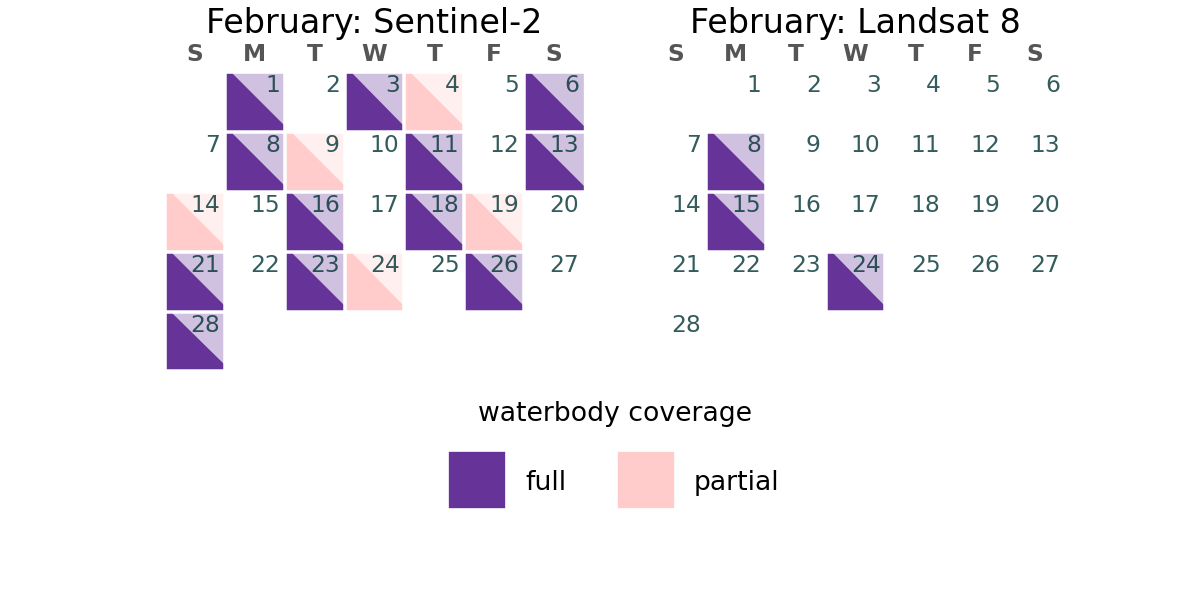 February: Sentinel-2
S M T W T F S
1 2 3 4 5 6
7 8 9 10 11 12 13
14 15 16 17 18 19 20
21 22 23 24 25 26 27
28
February: Landsat 8
S M T W T F S
1 2 3 4 5 6
7 8 9 10 11 12 13
14 15 16 17 18 19 20
21 22 23 24 25 26 27
28
waterbody coverage
full
partial